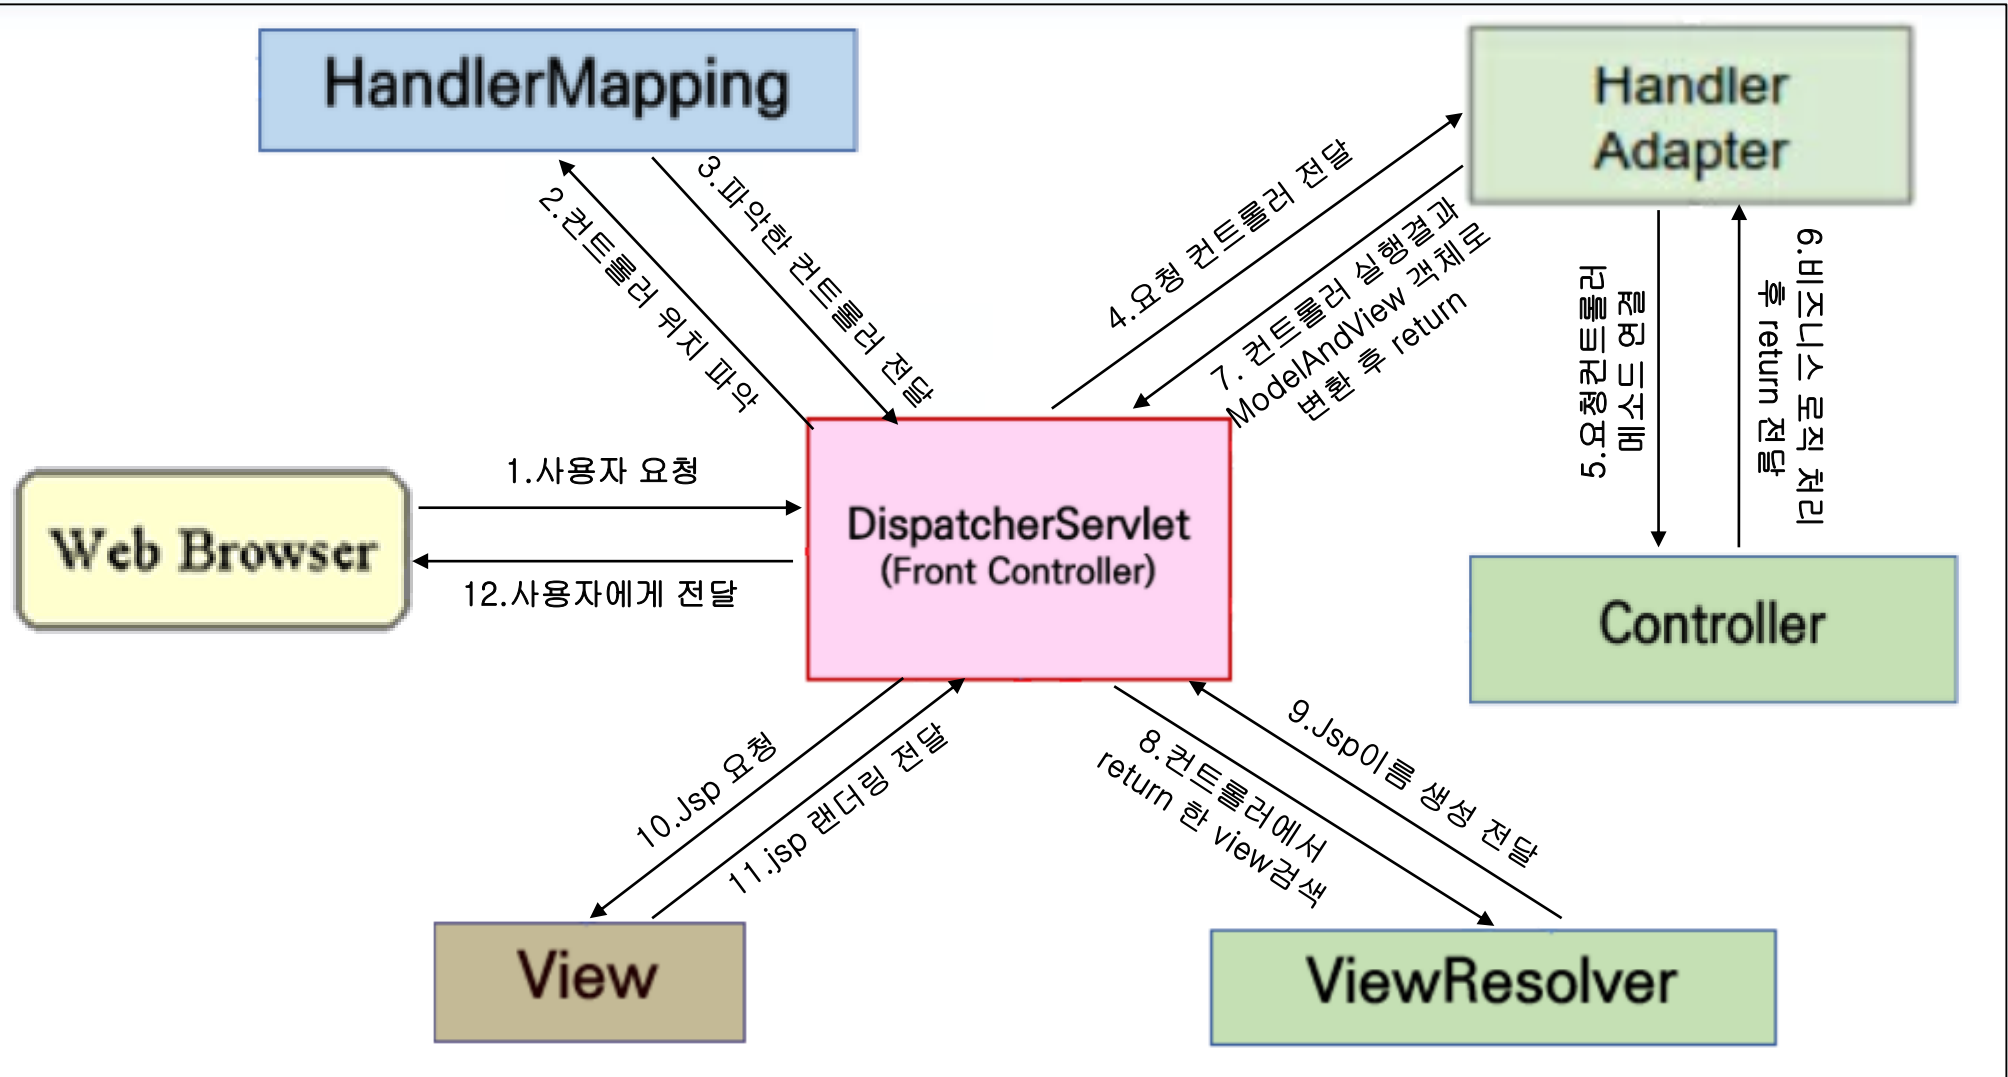 HandlerMapping
Handler
Adapter
3.파악한 컨트롤러 전달
2.컨트롤러 위치 파악
4.요청 컨트롤러 전달
7. 컨트롤러 실행결과
ModelAndView 객체로
변환 후 return
5.요청컨트롤러
메소드 연결
6.비즈니스 로직 처리
후 return 전달
1.사용자 요청
Web Browser
12.사용자에게 전달
DispatcherServlet
(Front Controller)
Controller
10.Jsp 요청
11.jsp 랜더링 전달
9.Jsp이름 생성 전달
8.컨트롤러에서
return 한 view검색
View
ViewResolver